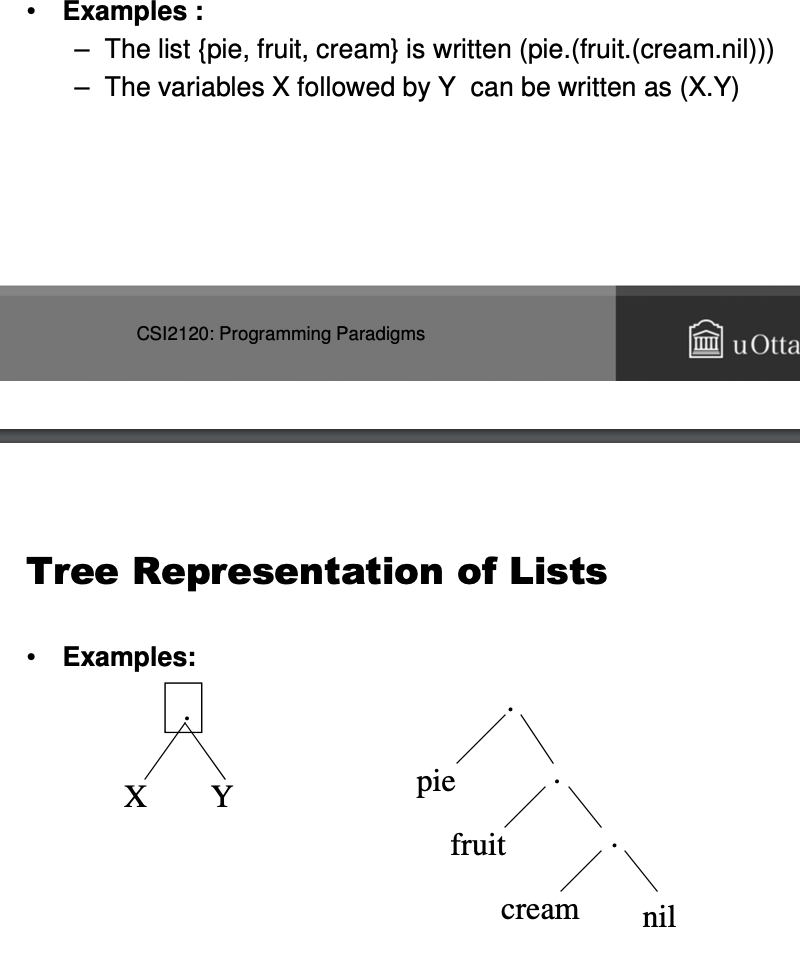 • Examples :
– The list {pie, fruit, cream} is written (pie.(fruit.(cream.nil)))
– The variables X followed by Y can be written as (X.Y)
CSI2120: Programming Paradigms
uOtta
Tree Representation of Lists
• Examples:
.
.
X Y
pie .
fruit .
cream nil